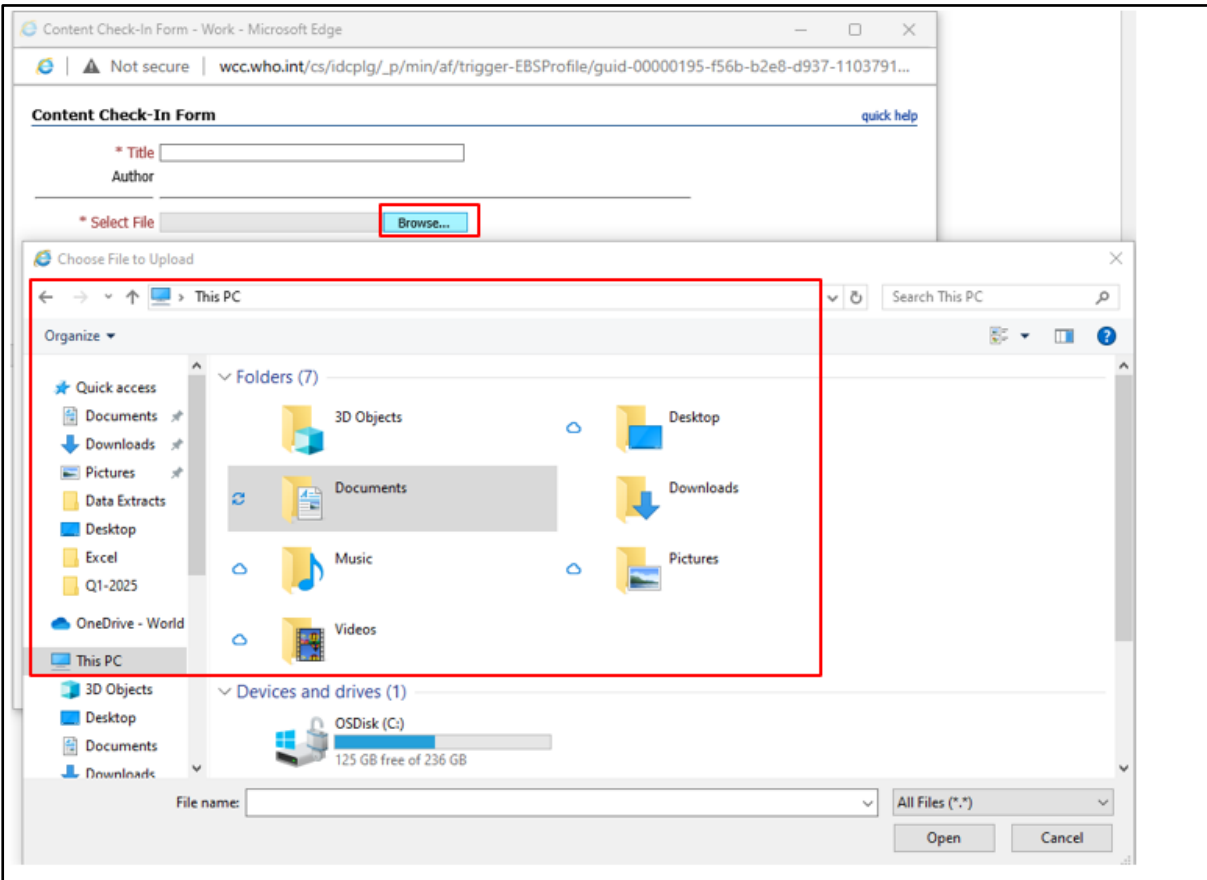 Content Check-In Form - Work - Microsoft Edge
Not secure | wcc.who.int/cs/idcplg/_p/min/af/trigger-EBSProfile/guid-00000195-f56b-b2e8-d937-1103791...
Content Check-In Form quick help
* Title
Author
* Select File Browse...
Choose File to Upload
This PC Search This PC
Organize
Quick access
Documents
Downloads
Pictures
Data Extracts
Desktop
Excel
Q1-2025
OneDrive - World
This PC
3D Objects
Desktop
Documents
Downloads
Folders (7)
3D Objects Desktop
Documents Downloads
Music Pictures
Videos
Devices and drives (1)
OSDisk (C:)
125 GB free of 236 GB
File name: All Files (*.*)
Open Cancel